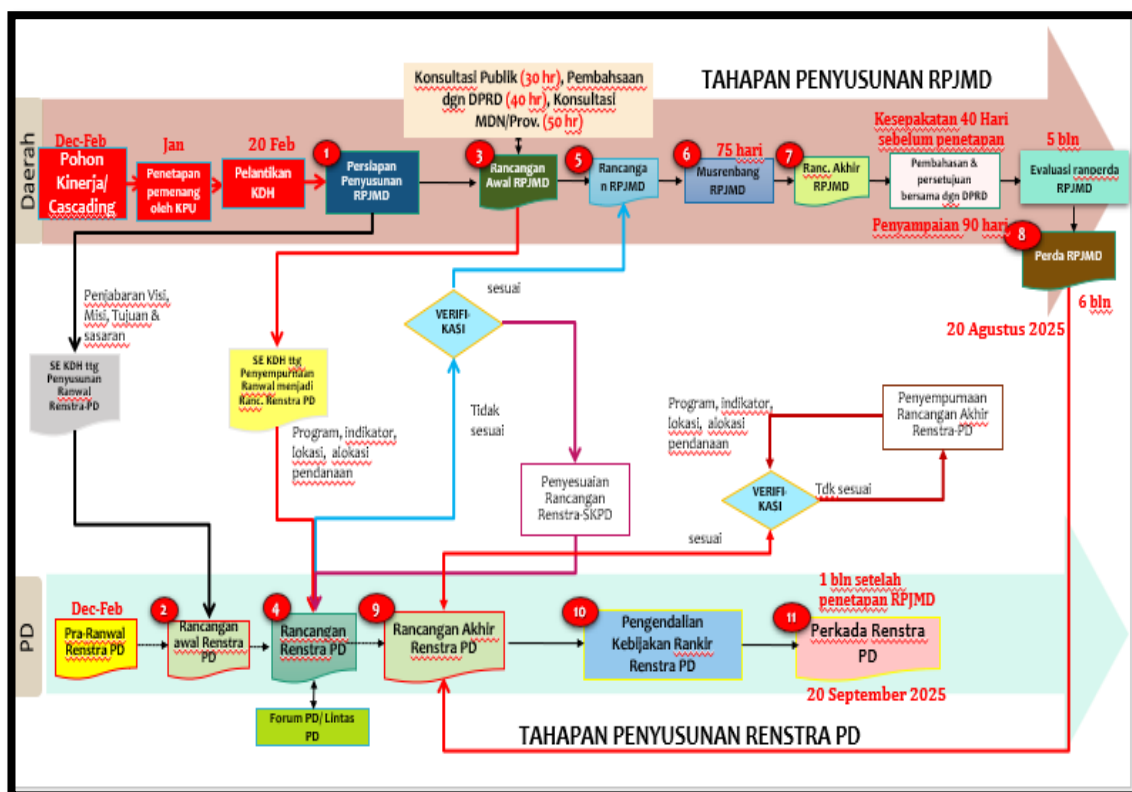 Konsultasi Publik (30 hr), Pembahsaan
dgn DPRD (40 hr), Konsultasi
MDN/Prov. (50 hr)
TAHAPAN PENYUSUNAN RPJMD
Daerah
Dec-Feb
Pohon
Kinerja/
Cascading
Jan
Penetapan
pemenang
oleh KPU
20 Feb
Pelantikan
KDH
1
Persiapan
Penyusunan
RPJMD
3
Rancangan
Awal RPJMD
5
Rancanga
n RPJMD
6
75 hari
Musrenbang
RPJMD
7
Ranc. Akhir
RPJMD
Kesepakatan 40 Hari
sebelum penetapan
Pembahasan &
persetujuan
bersama dgn DPRD
5 bln
Evaluasi ranperda
RPJMD
Penyampaian 90 hari
8
Perda RPJMD
6 bln
20 Agustus 2025
Penjabaran Visi,
Misi, Tujuan &
sasaran
SE KDH ttg
Penyusunan
Ranwal
Renstra-PD
SE KDH ttg
Penyempurnaan
Ranwal menjadi
Ranc. Renstra PD
Program, indikator,
lokasi, alokasi
pendanaan
VERIFI-
KASI
sesuai
Tidak
sesuai
Penyesuaian
Rancangan
Renstra-SKPD
Program, indikator,
lokasi, alokasi
pendanaan
Penyempurnaan
Rancangan Akhir
Renstra-PD
VERIFI-
KASI
Tdk sesuai
sesuai
PD
Dec-Feb
Pra-Ranwal
Renstra PD
2
Rancangan
awal Renstra
PD
4
Rancangan
Renstra PD
9
Rancangan Akhir
Renstra PD
10
Pengendalian
Kebijakan Rankir
Renstra PD
1 bln setelah
penetapan RPJMD
11
Perkada Renstra
PD
20 September 2025
Forum PD/ Lintas
PD
TAHAPAN PENYUSUNAN RENSTRA PD